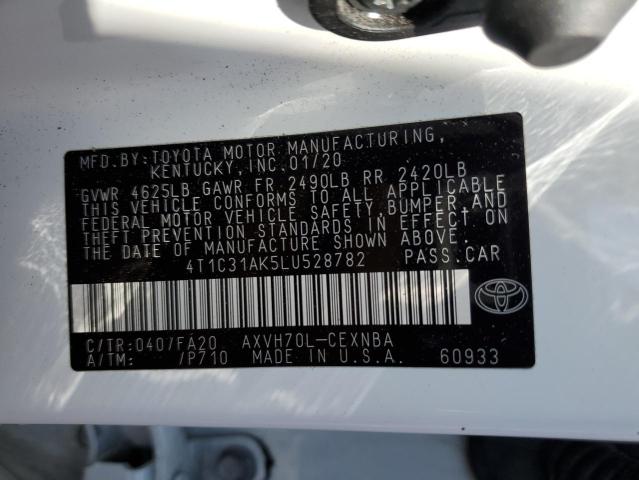 MFD.BY:TOYOTA MOTOR MANUFACTURING,
KENTUCKY,INC.01/20
GVWR 4625LB GAWR FR 2490LB RR 2420LB
THIS VEHICLE CONFORMS TO ALL APPLICABLE
FEDERAL MOTOR VEHICLE SAFETY,BUMPER,AND
THEFT PREVENTION STANDARDS IN EFFECT ON
THE DATE OF MANUFACTURE SHOWN ABOVE.
4T1C31AK5LU528782 PASS.CAR
C/TR:0407/FA20 AXVH70L-CEXNBA
A/TM: /P710 MADE IN U.S.A. 60933